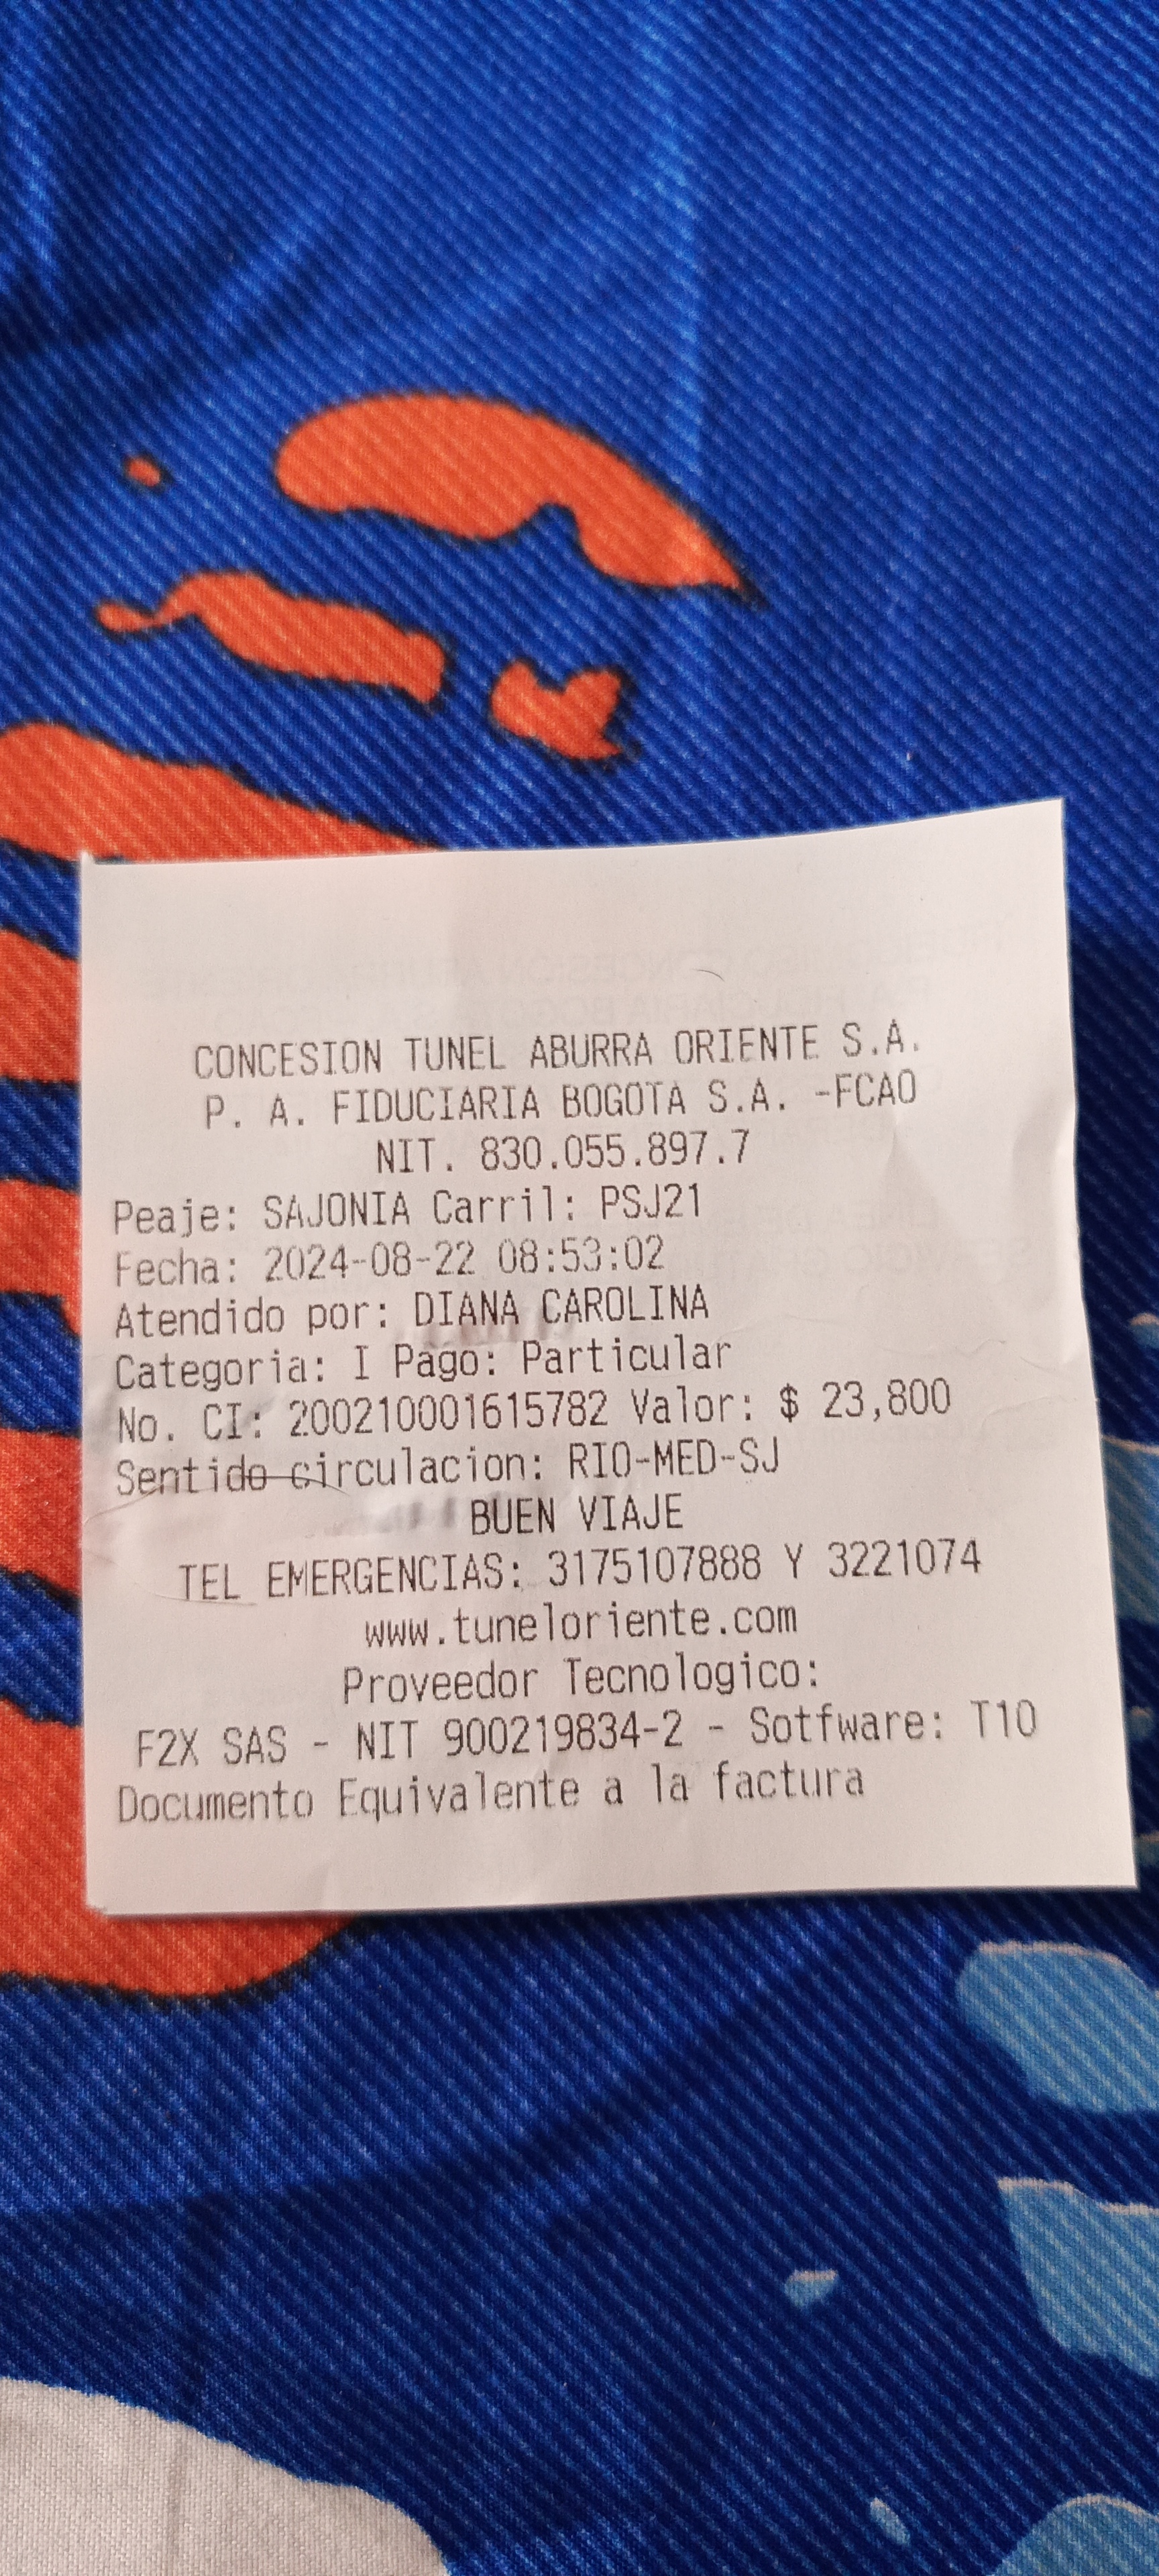 CONCESION TUNEL ABURRA ORIENTE S.A.
P. A. FIDUCIARIA BOGOTA S.A. -FCAO
NIT. 830.055.897.7
Peaje: SAJONIA Carril: PSJ21
Fecha: 2024-08-22 08:53:02
Atendido por: DIANA CAROLINA
Categoria: I Pago: Particular
No. CI: 200210001615782 Valor: $ 23,800
Sentido circulacion: RIO-MED-SJ
BUEN VIAJE
TEL EMERGENCIAS: 3175107888 Y 3221074
www.tuneloriente.com
Proveedor Tecnologico:
F2X SAS - NIT 900219834-2 - Sotfware: T10
Documento Equivalente a la factura